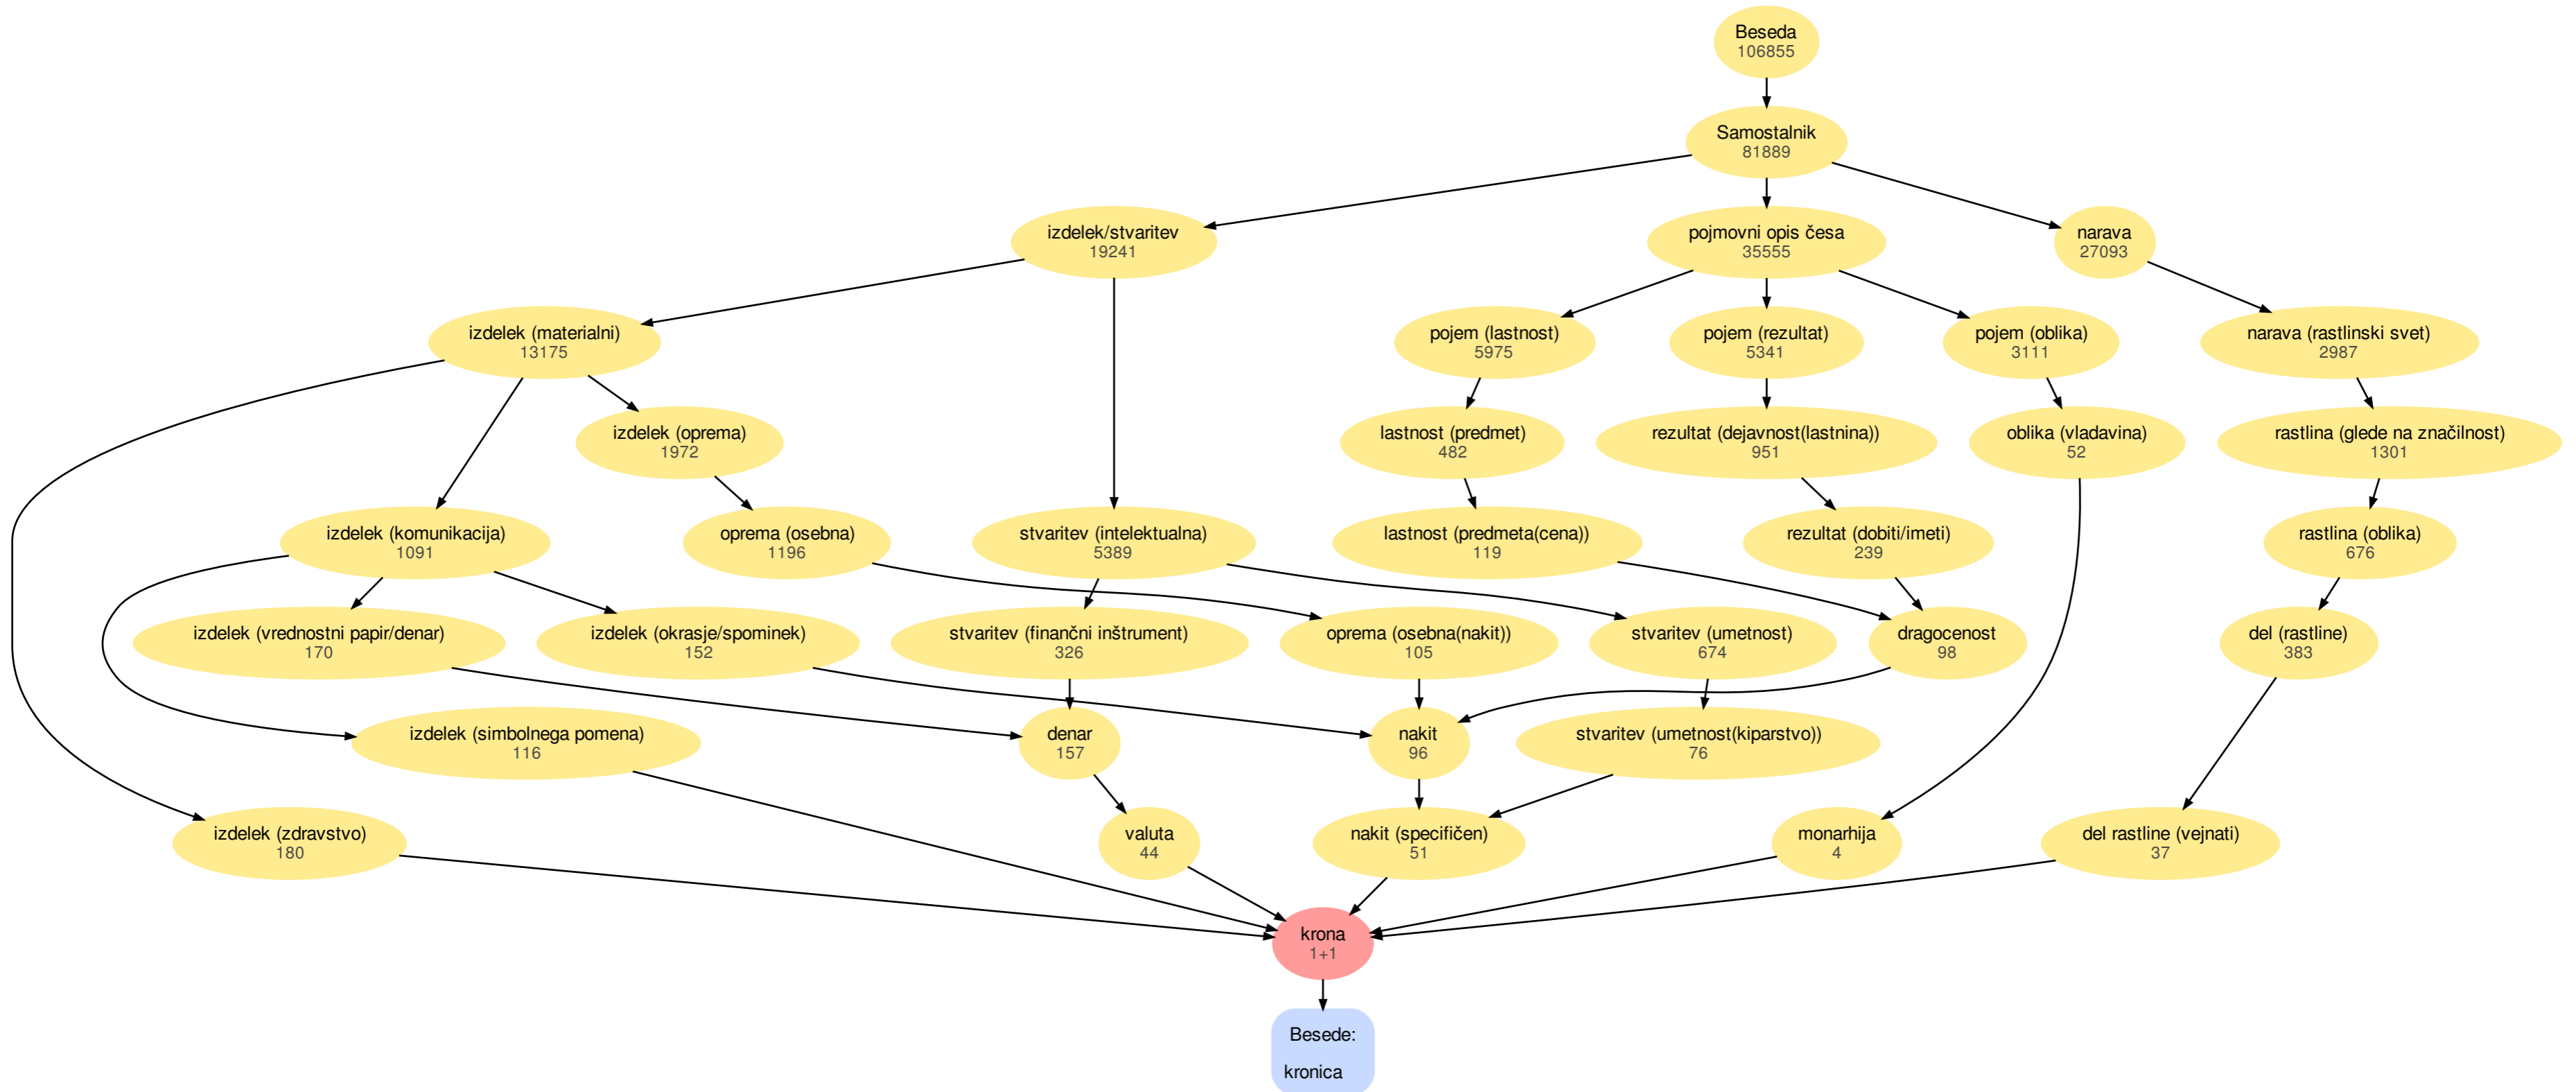 Beseda
106855
Samostalnik
81889
izdelek/stvaritev
19241
pojmovni opis česa
35555
narava
27093
izdelek (materialni)
13175
pojem (lastnost)
5975
pojem (rezultat)
5341
pojem (oblika)
3111
narava (rastlinski svet)
2987
izdelek (oprema)
1972
lastnost (predmet)
482
rezultat (dejavnost(lastnina))
951
oblika (vladavina)
52
rastlina (glede na značilnost)
1301
izdelek (komunikacija)
1091
oprema (osebna)
1196
stvaritev (intelektualna)
5389
lastnost (predmeta(cena))
119
rezultat (dobiti/imeti)
239
rastlina (oblika)
676
izdelek (vrednostni papir/denar)
170
izdelek (okrasje/spominek)
152
stvaritev (finančni inštrument)
326
oprema (osebna(nakit))
105
stvaritev (umetnost)
674
dragocenost
98
del (rastline)
383
izdelek (simbolnega pomena)
116
denar
157
nakit
96
stvaritev (umetnost(kiparstvo))
76
izdelek (zdravstvo)
180
valuta
44
nakit (specifičen)
51
monarhija
4
del rastline (vejnati)
37
krona
1+1
Besede:
kronica